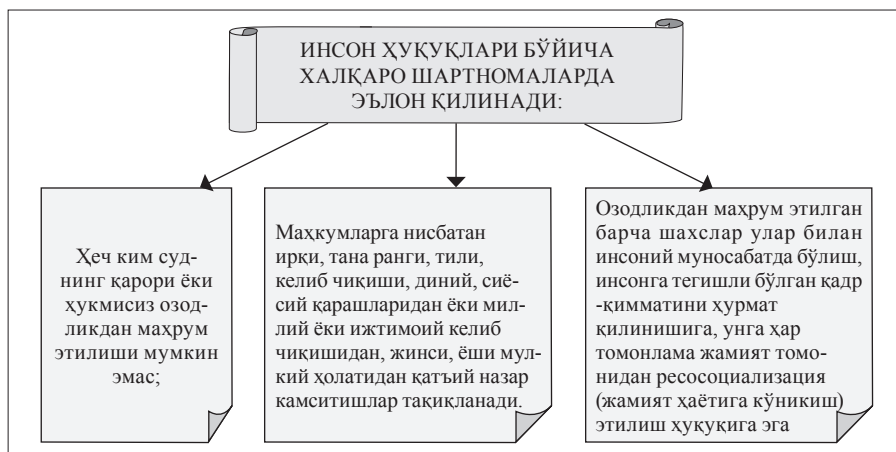 ИНСОН ҲУҚУҚЛАРИ БЎЙИЧА
ХАЛҚАРО ШАРТНОМАЛАРДА
ЭЪЛОН ҚИЛИНАДИ:
Ҳеч ким суд-
нинг қарори ёки
ҳукмисиз озод-
ликдан маҳрум
этилиши мумкин
эмас;
Маҳкумларга нисбатан
ирқи, тана ранги, тили,
келиб чиқиши, диний, сиё-
сий қарашларидан ёки мил-
лий ёки ижтимоий келиб
чиқишидан, жинси, ёши мул-
кий ҳолатидан қатъий назар
камситишлар тақиқланади.
Озодликдан маҳрум этилган
барча шахслар улар билан
инсоний муносабатда бўлиш,
инсонга тегишли бўлган қадр
-қимматини ҳурмат
қилинишига, унга ҳар
томонлама жамият томо-
нидан ресосоциализация
(жамият ҳаётига кўникиш)
этилиш ҳуқуқига эга